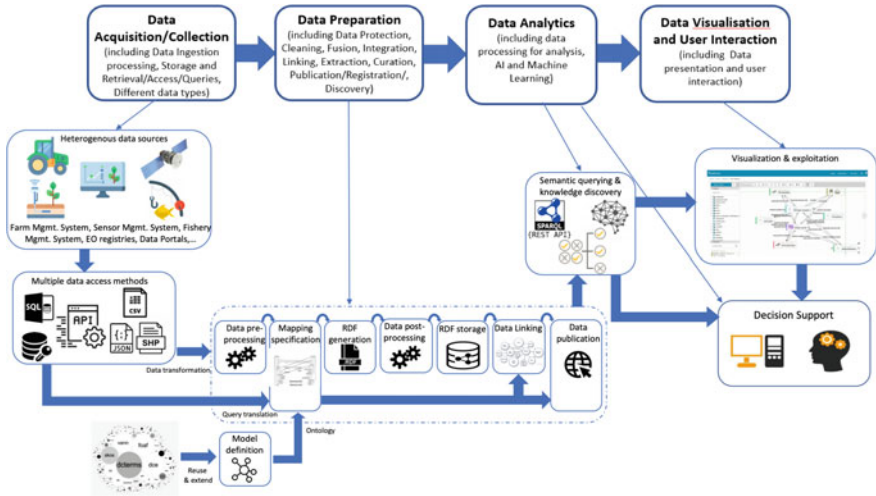 Data
Acquisition/Collection
(including Data Ingestion
processing, Storage and
Retrieval/Access/Queries,
Different data types)
Data Preparation
(including Data Protection,
Cleaning, Fusion, Integration,
Linking, Extraction, Curation,
Publication/Registration/,
Discovery)
Data Analytics
(including data
processing for analysis,
AI and Machine
Learning)
Data Visualisation
and User Interaction
(including Data
presentation and user
interaction)
Heterogenous data sources
Farm Mgmt. System, Sensor Mgmt. System, Fishery
Mgmt. System, EO registries, Data Portals,...
Semantic querying &
knowledge discovery
SPARQL
{REST API}
Visualization & exploitation
Multiple data access methods
SQL
API
CSV
{:}
JSON
SHP
Data pre-
processing
Mapping
specification
RDF
generation
RDF
Data post-
processing
RDF storage
Data Linking
Data
publication
Decision Support
Data transformation
Query translation
Ontology
foaf
dcterms
dce
Reuse
& extend
Model
definition